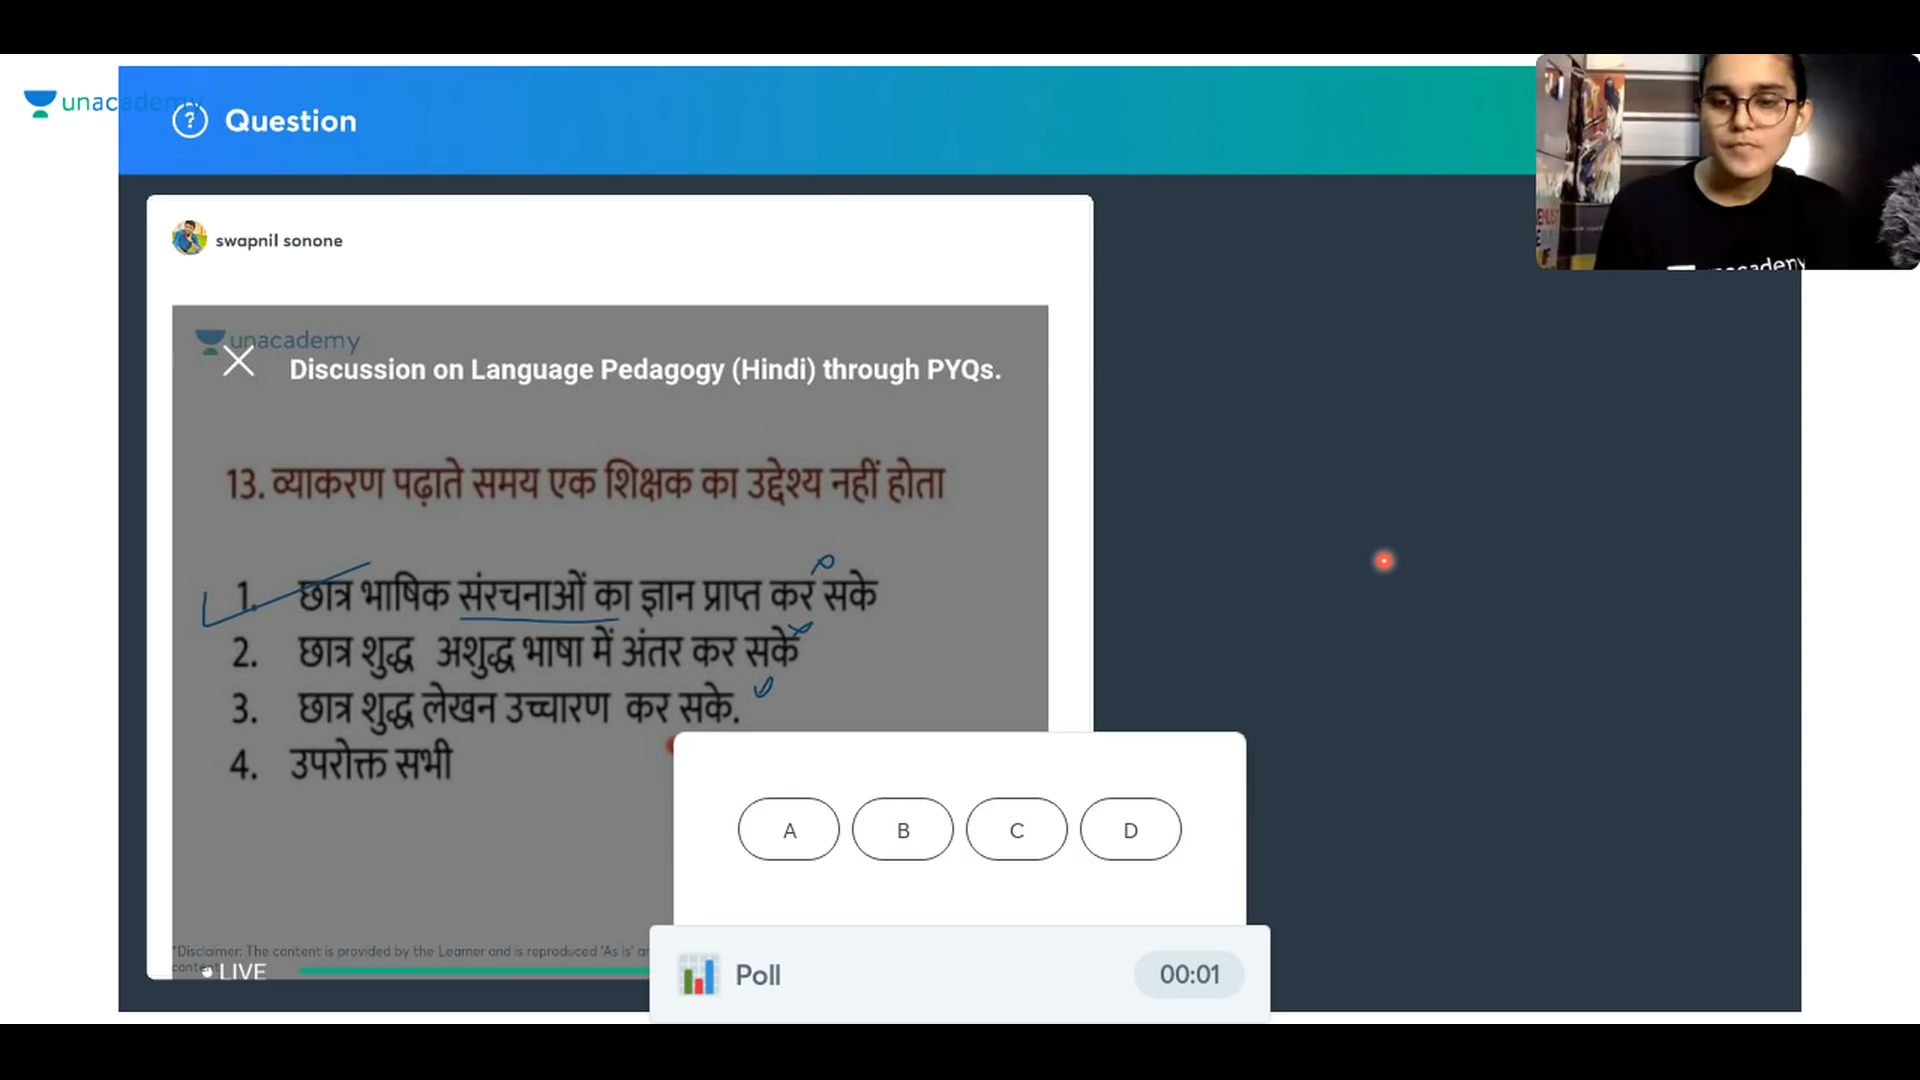 unacademy
? Question
swapnil sonone
unacademy
Discussion on Language Pedagogy (Hindi) through PYQs.
13. व्याकरण पढ़ाते समय एक शिक्षक का उद्देश्य नहीं होता
1. छात्र भाषिक संरचनाओं का ज्ञान प्राप्त कर सके
2. छात्र शुद्ध अशुद्ध भाषा में अंतर कर सके
3. छात्र शुद्ध लेखन उच्चारण कर सके.
4. उपरोक्त सभी
A B C D
*Disclaimer: The content is provided by the Learner and is reproduced 'As Is'
content
LIVE
Poll 00:01